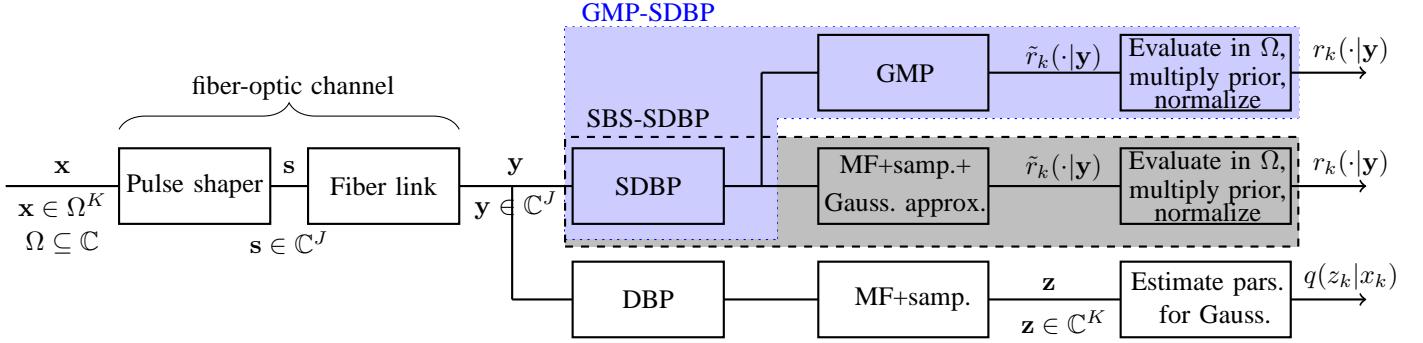 GMP-SDBP
GMP
r̃_k(·|𝐲)
Evaluate in Ω,
multiply prior,
normalize
r_k(·|𝐲)
fiber-optic channel
SBS-SDBP
𝐱
𝐱 ∈ Ω^K
Ω ⊆ ℂ
Pulse shaper
𝐬
𝐬 ∈ ℂ^J
Fiber link
𝐲
𝐲 ∈ ℂ^J
SDBP
MF+samp.+
Gauss. approx.
r̃_k(·|𝐲)
Evaluate in Ω,
multiply prior,
normalize
r_k(·|𝐲)
DBP
MF+samp.
𝐳
𝐳 ∈ ℂ^K
Estimate pars.
for Gauss.
q(z_k|x_k)